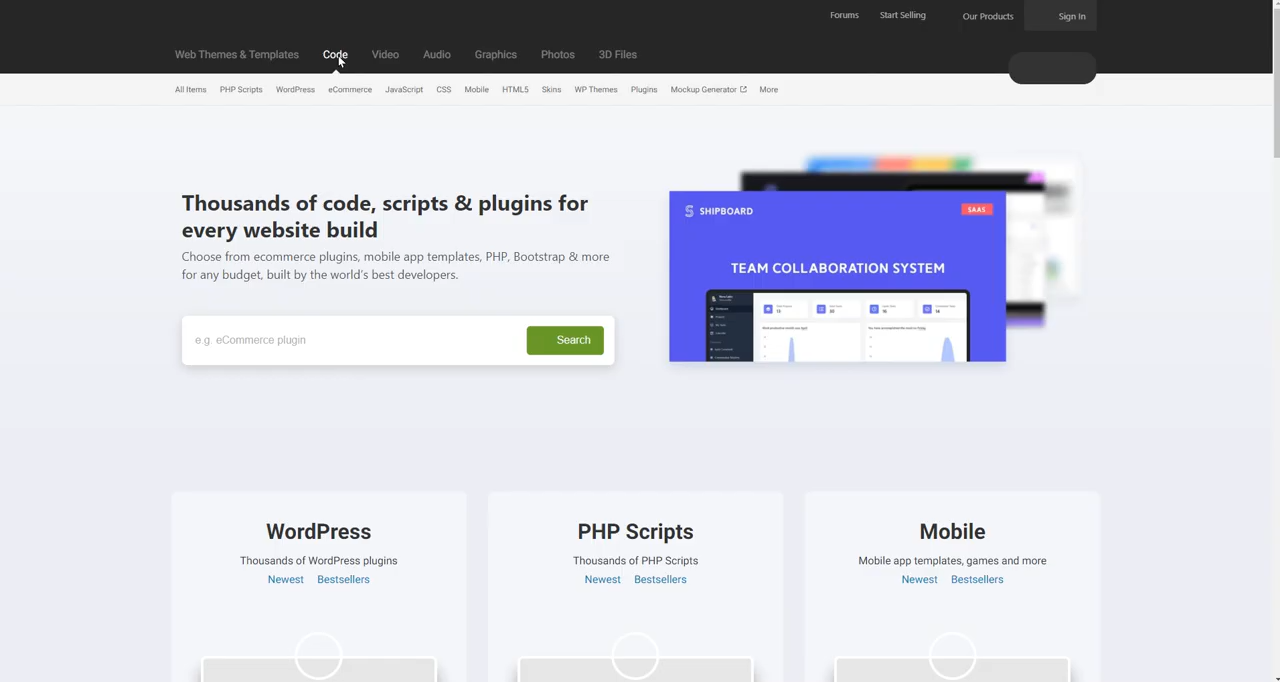 Forums Start Selling Our Products Sign In
Web Themes & Templates Code Video Audio Graphics Photos 3D Files
All Items PHP Scripts WordPress eCommerce JavaScript CSS Mobile HTML5 Skins WP Themes Plugins Mockup Generator More
Thousands of code, scripts & plugins for
every website build
Choose from ecommerce plugins, mobile app templates, PHP, Bootstrap & more
for any budget, built by the world's best developers.
e.g. eCommerce plugin
Search
SHIPBOARD
SAAS
TEAM COLLABORATION SYSTEM
WordPress
Thousands of WordPress plugins
Newest Bestsellers
PHP Scripts
Thousands of PHP Scripts
Newest Bestsellers
Mobile
Mobile app templates, games and more
Newest Bestsellers